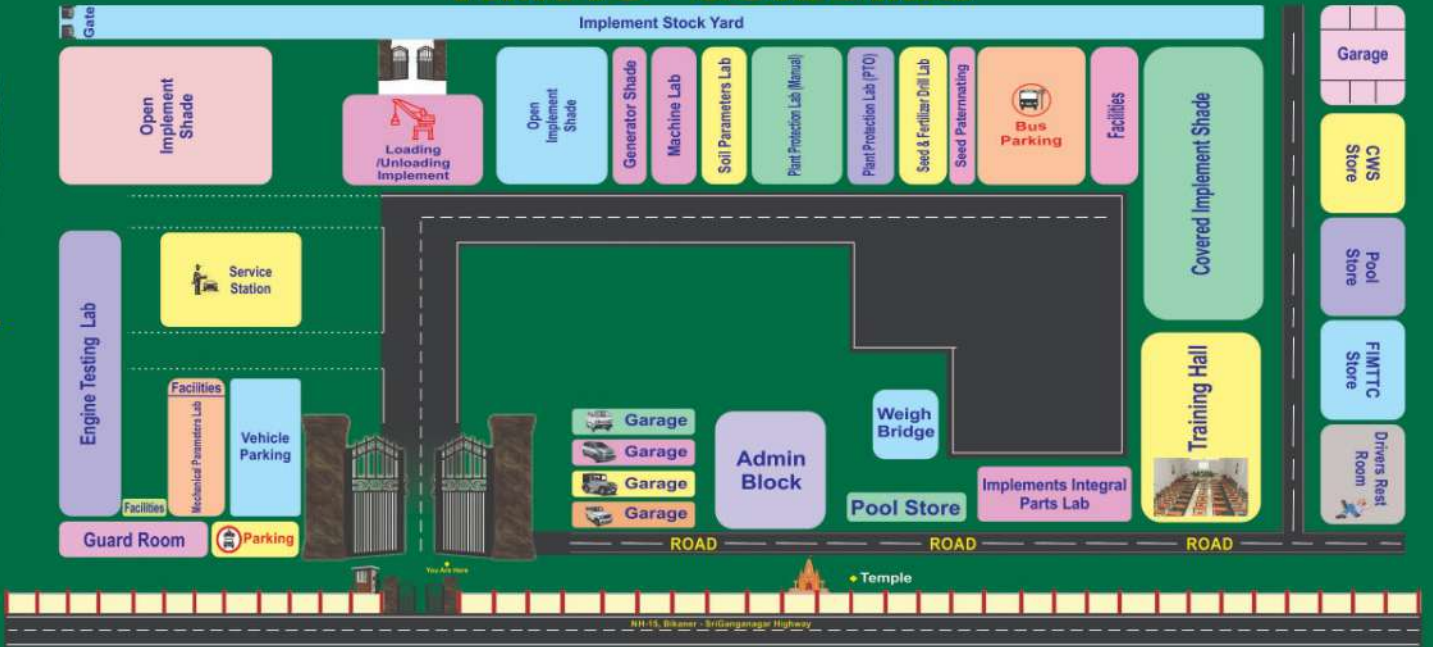 Gate
Implement Stock Yard
Open
Implement
Shade
Loading
/Unloading
Implement
Open
Implement
Shade
Generator Shade
Machine Lab
Soil Parameters Lab
Plant Protection Lab (Manual)
Plant Protection Lab (PTO)
Seed & Fertilizer Drill Lab
Seed Paternnating
Bus
Parking
Facilities
Covered Implement Shade
Garage
CWS
Store
Pool
Store
FIMTTC
Store
Drivers Rest
Room
Engine Testing Lab
Service
Station
Facilities
Mechanical Parameters Lab
Vehicle
Parking
Facilities
Guard Room
Parking
Garage
Garage
Garage
Garage
Admin
Block
Weigh
Bridge
Pool Store
Implements Integral
Parts Lab
Training Hall
ROAD
ROAD
ROAD
You Are Here
Temple
NH-15, Bikaner - SriGanganagar Highway